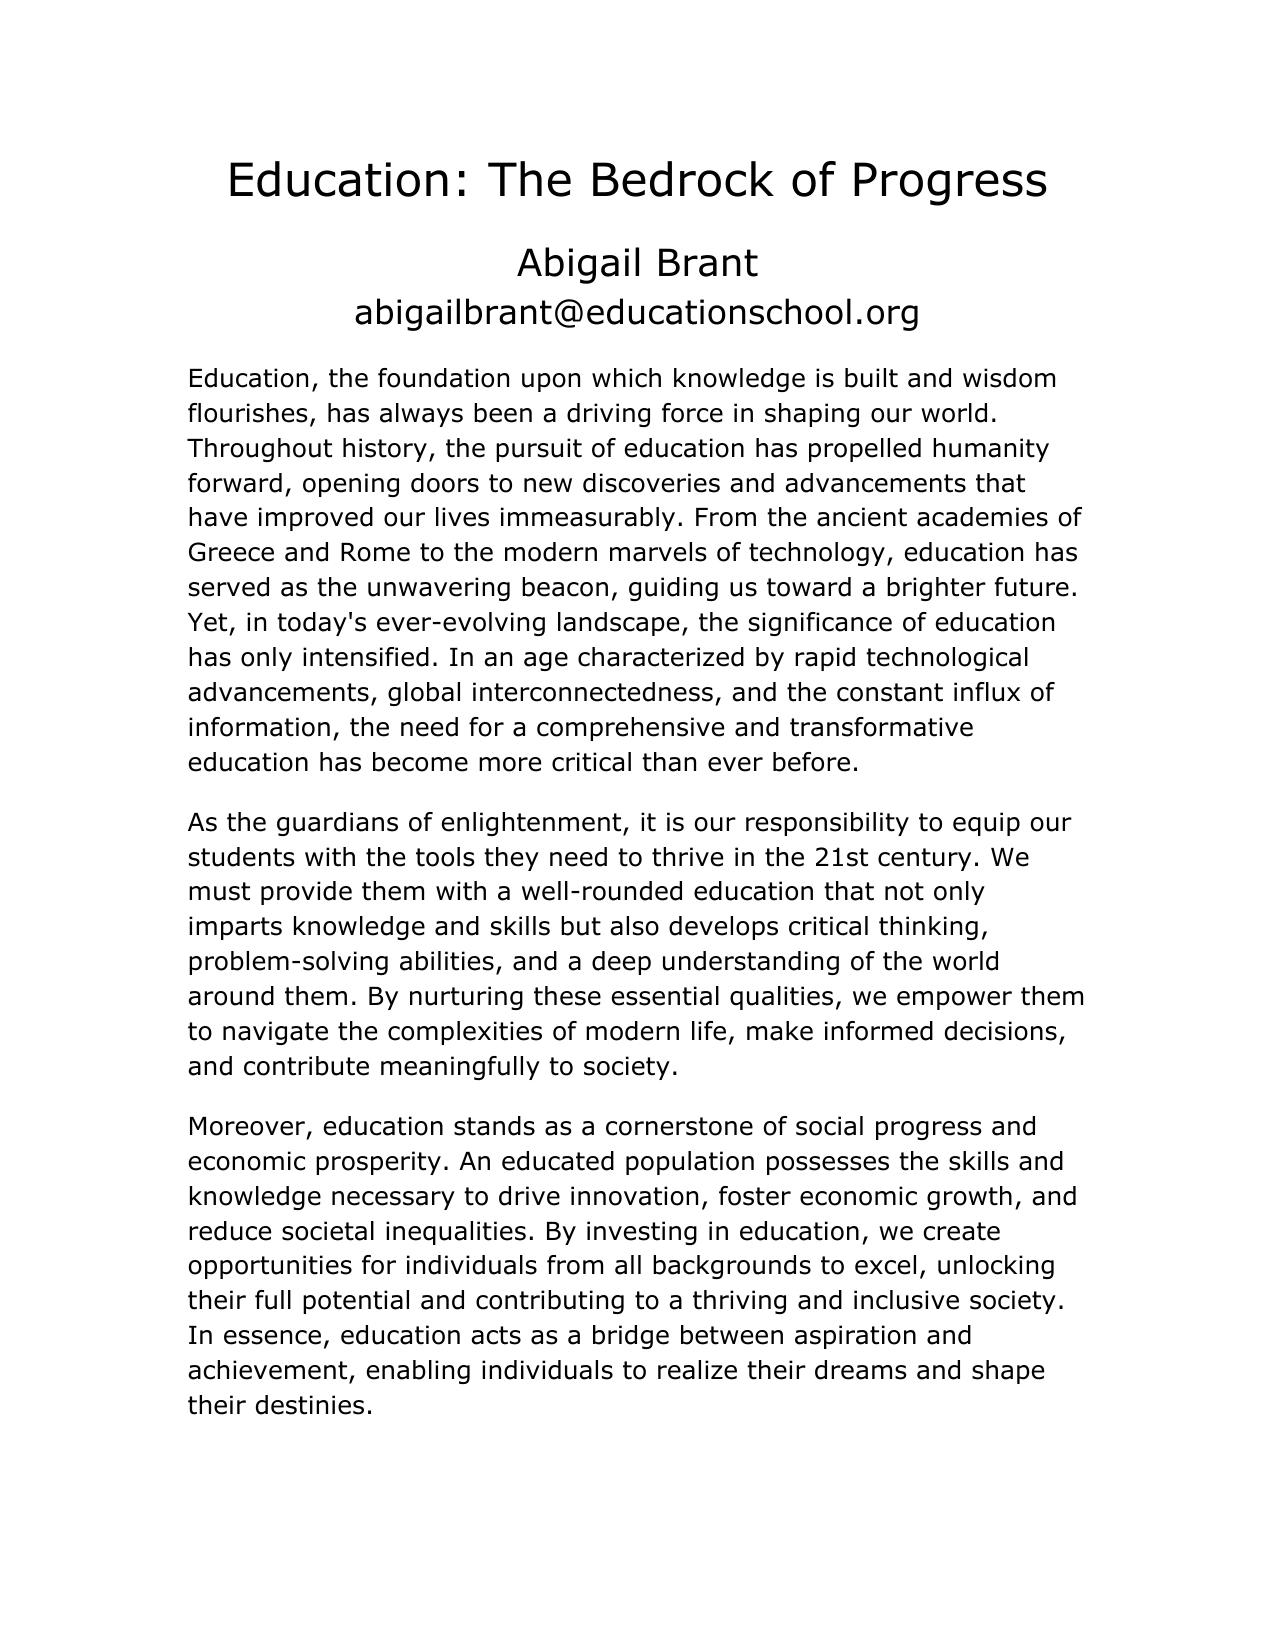 Education: The Bedrock of Progress
Abigail Brant
abigailbrant@educationschool.org
Education, the foundation upon which knowledge is built and wisdom
flourishes, has always been a driving force in shaping our world.
Throughout history, the pursuit of education has propelled humanity
forward, opening doors to new discoveries and advancements that
have improved our lives immeasurably. From the ancient academies of
Greece and Rome to the modern marvels of technology, education has
served as the unwavering beacon, guiding us toward a brighter future.
Yet, in today's ever-evolving landscape, the significance of education
has only intensified. In an age characterized by rapid technological
advancements, global interconnectedness, and the constant influx of
information, the need for a comprehensive and transformative
education has become more critical than ever before.
As the guardians of enlightenment, it is our responsibility to equip our
students with the tools they need to thrive in the 21st century. We
must provide them with a well-rounded education that not only
imparts knowledge and skills but also develops critical thinking,
problem-solving abilities, and a deep understanding of the world
around them. By nurturing these essential qualities, we empower them
to navigate the complexities of modern life, make informed decisions,
and contribute meaningfully to society.
Moreover, education stands as a cornerstone of social progress and
economic prosperity. An educated population possesses the skills and
knowledge necessary to drive innovation, foster economic growth, and
reduce societal inequalities. By investing in education, we create
opportunities for individuals from all backgrounds to excel, unlocking
their full potential and contributing to a thriving and inclusive society.
In essence, education acts as a bridge between aspiration and
achievement, enabling individuals to realize their dreams and shape
their destinies.